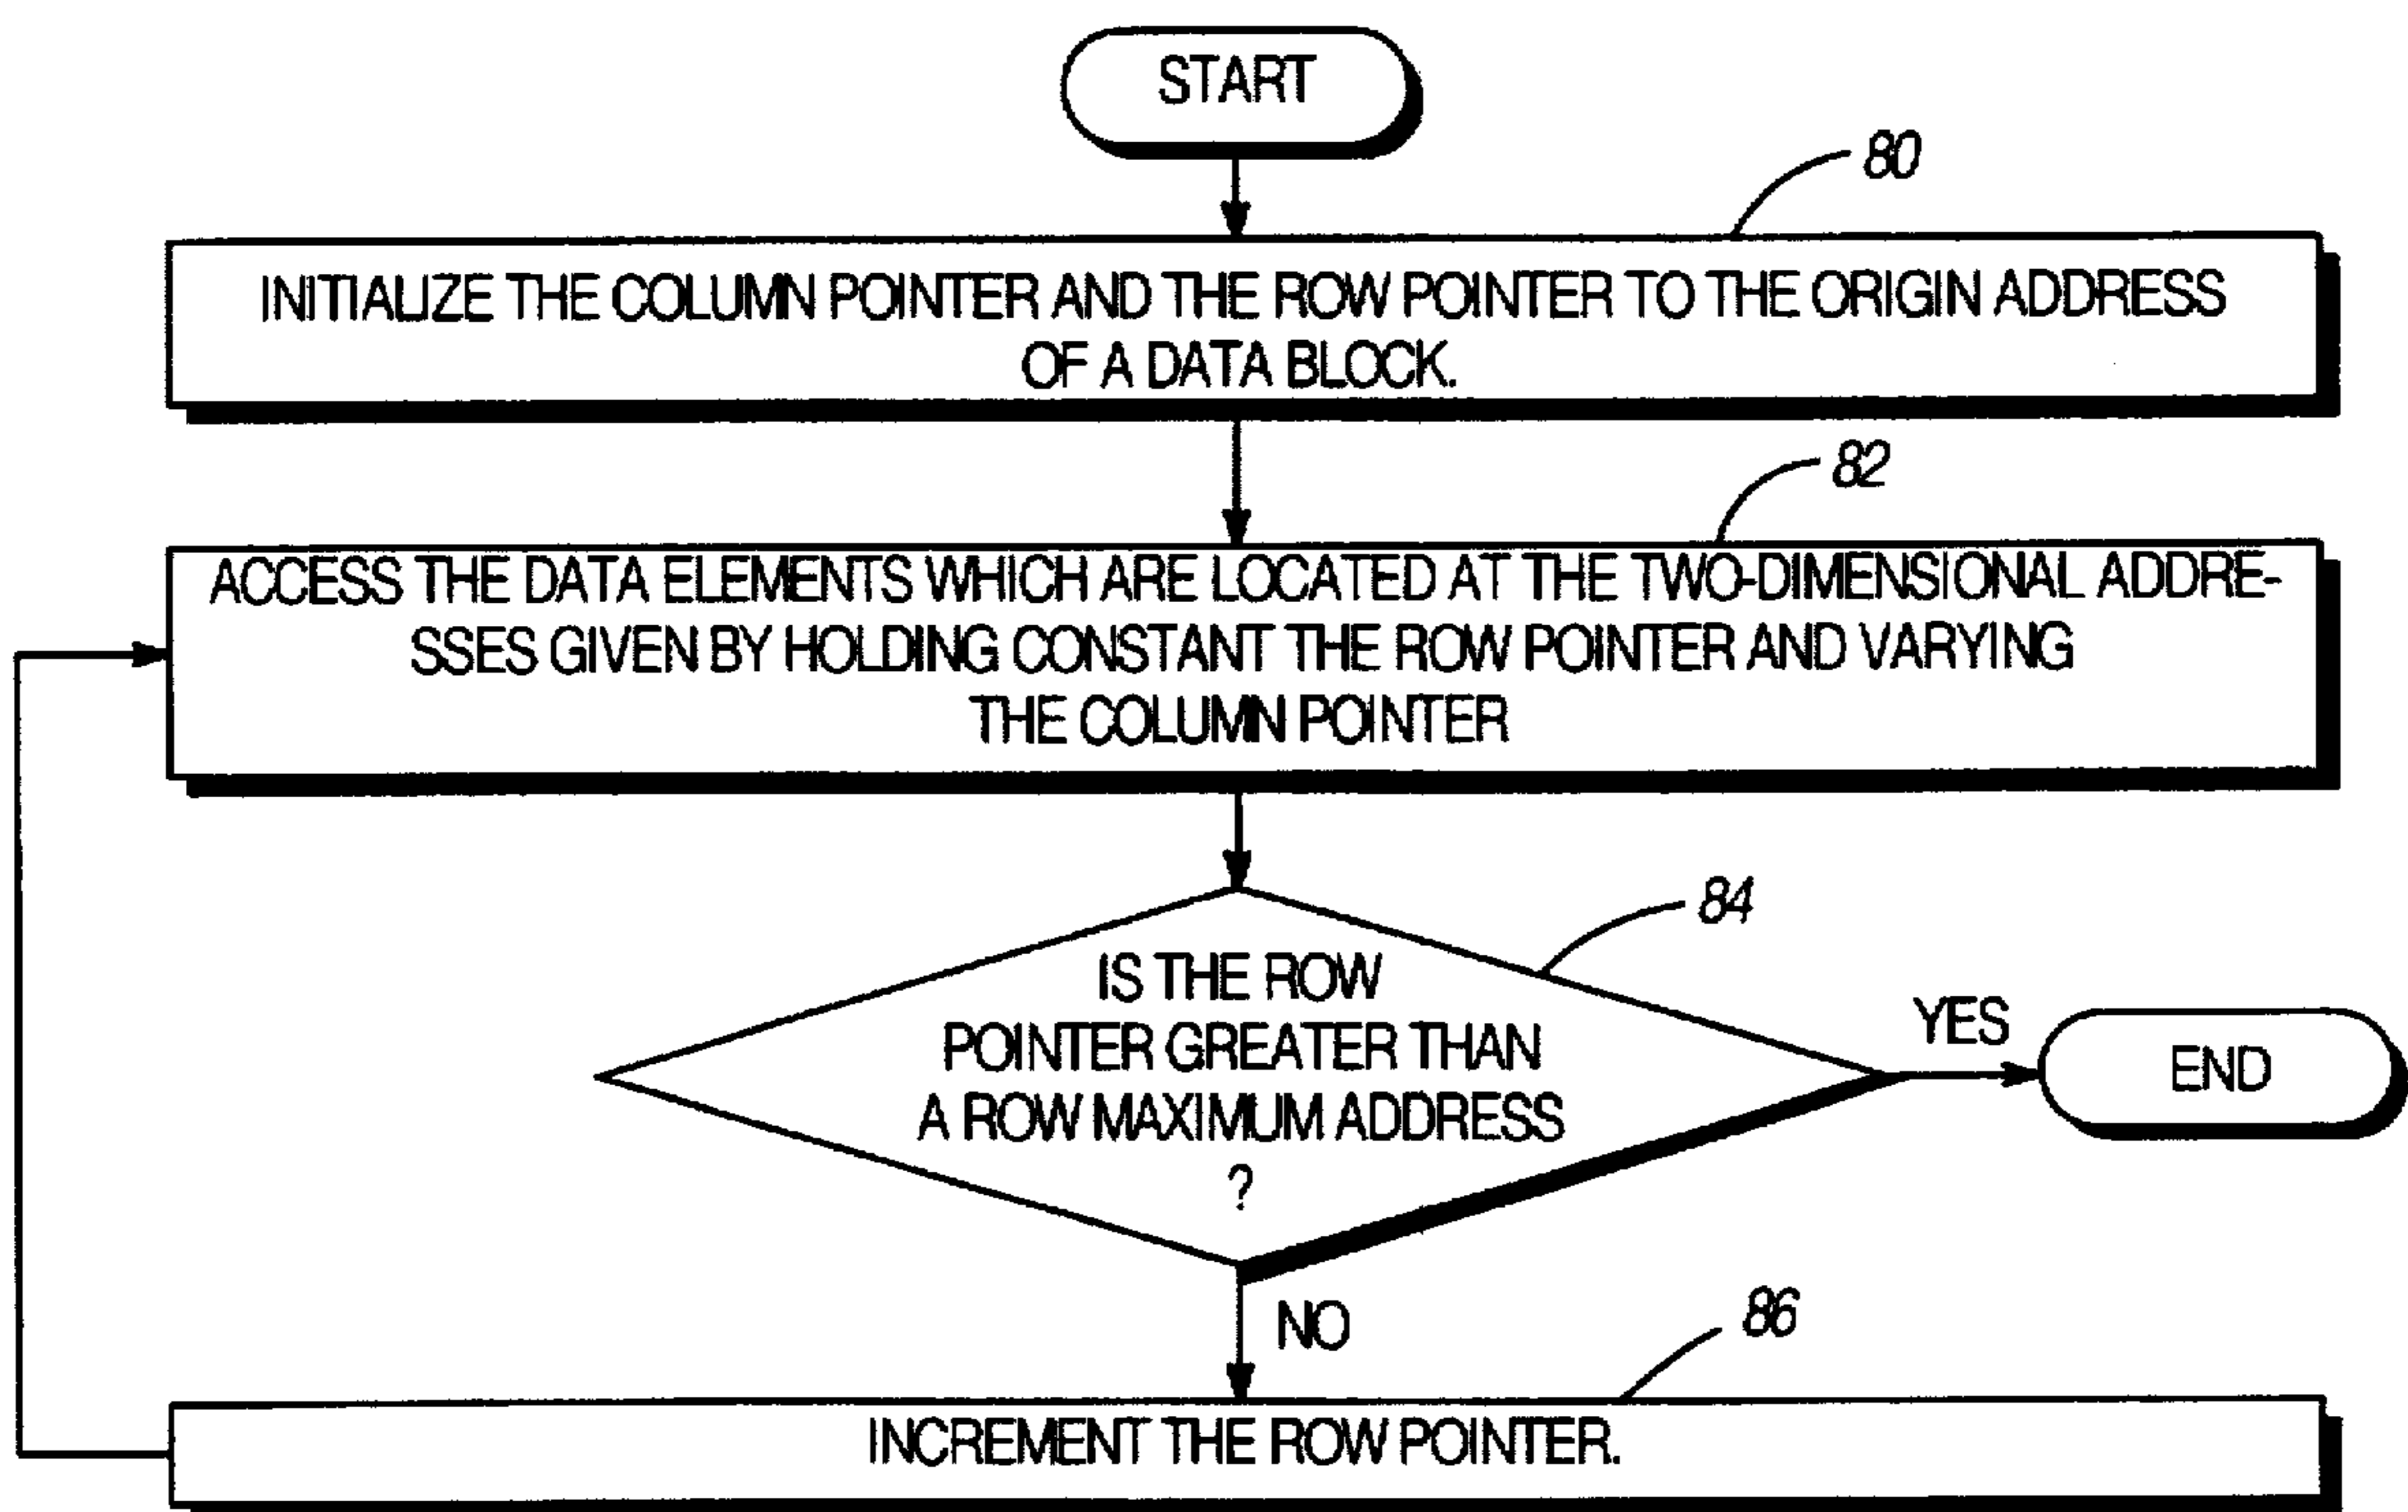 START
80
INITIALIZE THE COLUMN POINTER AND THE ROW POINTER TO THE ORIGIN ADDRESS
OF A DATA BLOCK.
82
ACCESS THE DATA ELEMENTS WHICH ARE LOCATED AT THE TWO-DIMENSIONAL ADDRE-
SSES GIVEN BY HOLDING CONSTANT THE ROW POINTER AND VARYING
THE COLUMN POINTER
84
IS THE ROW
POINTER GREATER THAN
A ROW MAXIMUM ADDRESS
?
YES
END
NO
86
INCREMENT THE ROW POINTER.